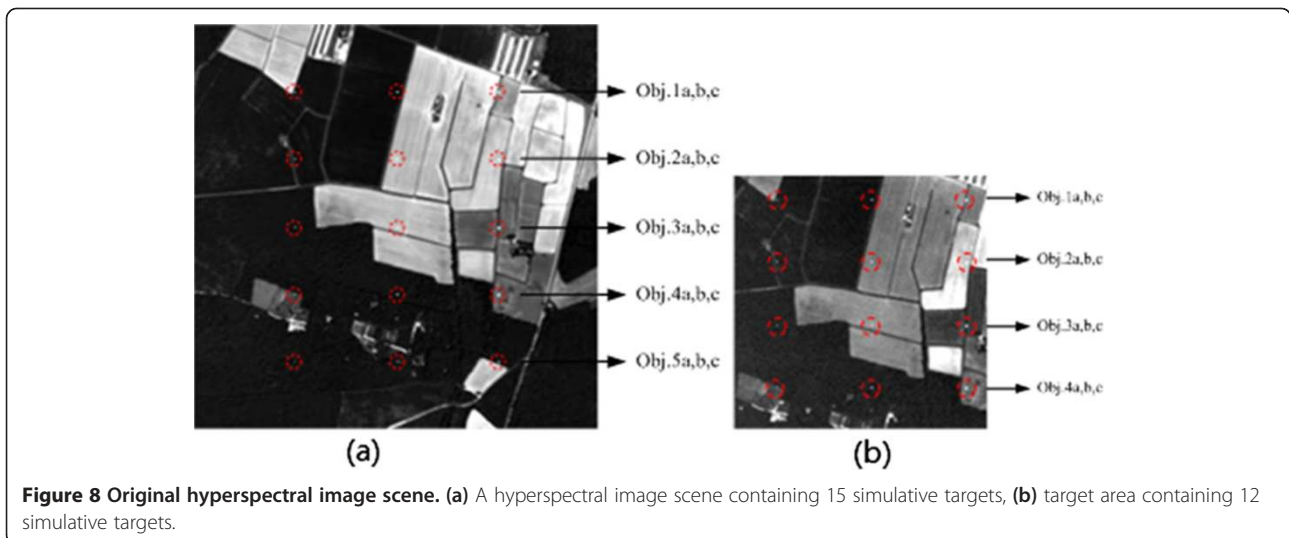 Obj.1a,b,c
Obj.2a,b,c
Obj.3a,b,c
Obj.4a,b,c
Obj.5a,b,c
(a)
Obj.1a,b,c
Obj.2a,b,c
Obj.3a,b,c
Obj.4a,b,c
(b)
Figure 8 Original hyperspectral image scene. (a) A hyperspectral image scene containing 15 simulative targets, (b) target area containing 12
simulative targets.